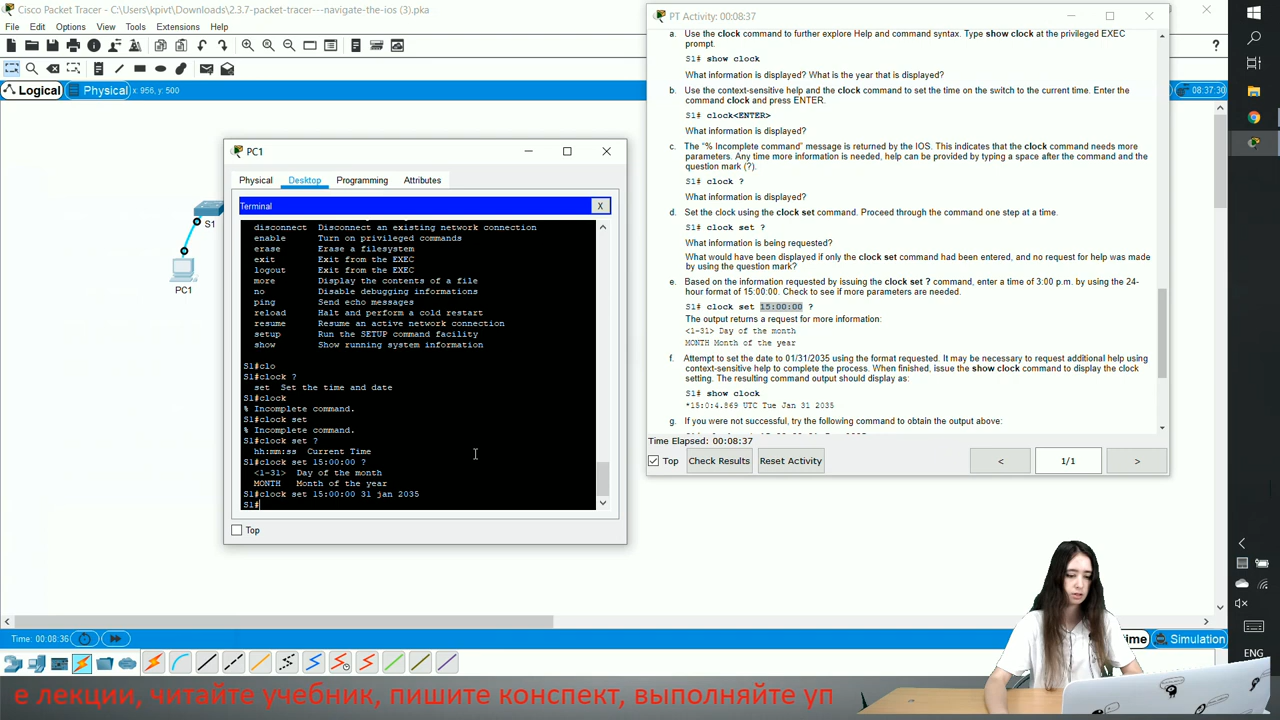 Cisco Packet Tracer - C:\Users\kpivt\Downloads\2.3.7-packet-tracer---navigate-the-ios (3).pka
File Edit Options View Tools Extensions Help
Logical Physical x: 956, y: 500
08:37:30
S1
PC1
PC1
Physical Desktop Programming Attributes
Terminal X
disconnect Disconnect an existing network connection
enable Turn on privileged commands
erase Erase a filesystem
exit Exit from the EXEC
logout Exit from the EXEC
more Display the contents of a file
no Disable debugging informations
ping Send echo messages
reload Halt and perform a cold restart
resume Resume an active network connection
setup Run the SETUP command facility
show Show running system information
S1#clo
S1#clock ?
set Set the time and date
S1#clock
% Incomplete command.
S1#clock set
% Incomplete command.
S1#clock set ?
hh:mm:ss Current Time
S1#clock set 15:00:00 ?
<1-31> Day of the month
MONTH Month of the year
S1#clock set 15:00:00 31 jan 2035
S1#
Top
PT Activity: 00:08:37
a. Use the clock command to further explore Help and command syntax. Type show clock at the privileged EXEC
prompt.
S1# show clock
What information is displayed? What is the year that is displayed?
b. Use the context-sensitive help and the clock command to set the time on the switch to the current time. Enter the
command clock and press ENTER.
S1# clock<ENTER>
What information is displayed?
c. The "% Incomplete command" message is returned by the IOS. This indicates that the clock command needs more
parameters. Any time more information is needed, help can be provided by typing a space after the command and the
question mark (?).
S1# clock ?
What information is displayed?
d. Set the clock using the clock set command. Proceed through the command one step at a time.
S1# clock set ?
What information is being requested?
What would have been displayed if only the clock set command had been entered, and no request for help was made
by using the question mark?
e. Based on the information requested by issuing the clock set ? command, enter a time of 3:00 p.m. by using the 24-
hour format of 15:00:00. Check to see if more parameters are needed.
S1# clock set 15:00:00 ?
The output returns a request for more information:
<1-31> Day of the month
MONTH Month of the year
f. Attempt to set the date to 01/31/2035 using the format requested. It may be necessary to request additional help using
context-sensitive help to complete the process. When finished, issue the show clock command to display the clock
setting. The resulting command output should display as:
S1# show clock
*15:0:4.869 UTC Tue Jan 31 2035
g. If you were not successful, try the following command to obtain the output above:
Time Elapsed: 00:08:37
Top Check Results Reset Activity < 1/1 >
Time: 00:08:36
ime Simulation
ENG
е лекции, читайте учебник, пишите конспект, выполняйте уп